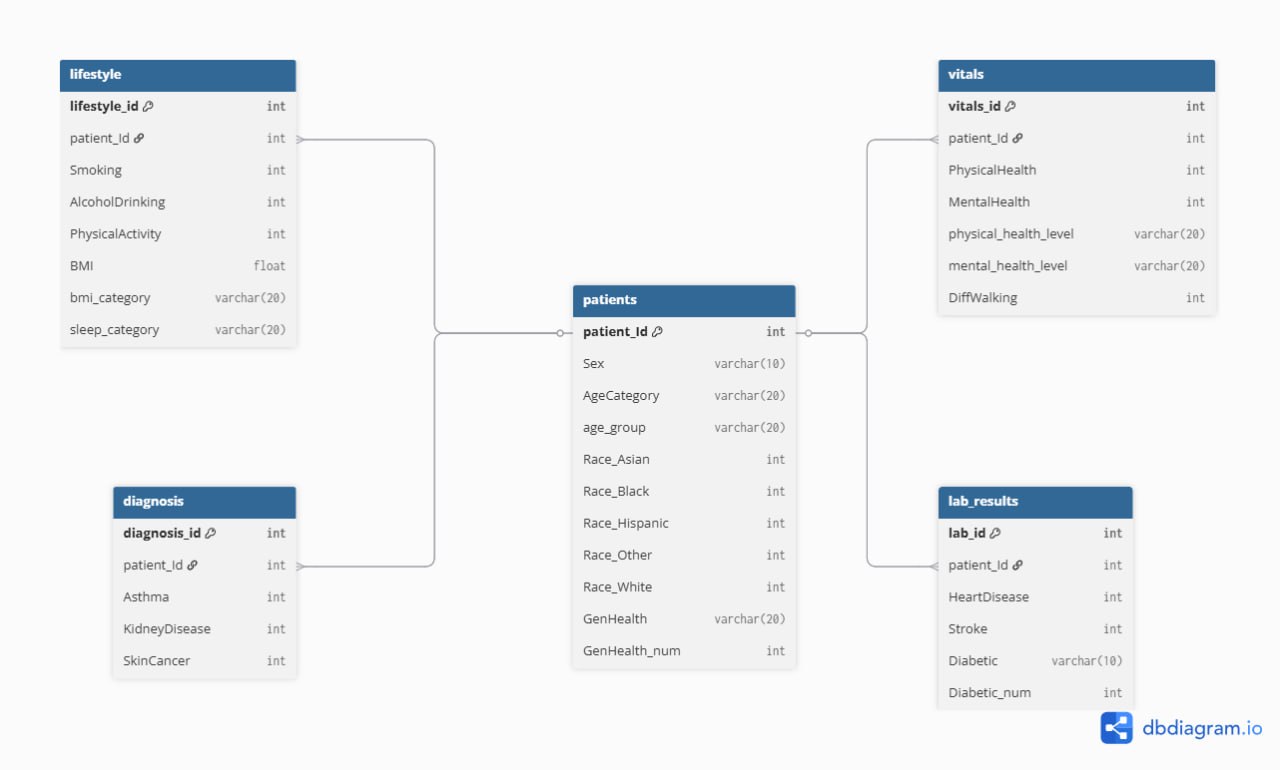 lifestyle
lifestyle_id int
patient_Id int
Smoking int
AlcoholDrinking int
PhysicalActivity int
BMI float
bmi_category varchar(20)
sleep_category varchar(20)
vitals
vitals_id int
patient_Id int
PhysicalHealth int
MentalHealth int
physical_health_level varchar(20)
mental_health_level varchar(20)
DiffWalking int
patients
patient_Id int
Sex varchar(10)
AgeCategory varchar(20)
age_group varchar(20)
Race_Asian int
Race_Black int
Race_Hispanic int
Race_Other int
Race_White int
GenHealth varchar(20)
GenHealth_num int
diagnosis
diagnosis_id int
patient_Id int
Asthma int
KidneyDisease int
SkinCancer int
lab_results
lab_id int
patient_Id int
HeartDisease int
Stroke int
Diabetic varchar(10)
Diabetic_num int
dbdiagram.io